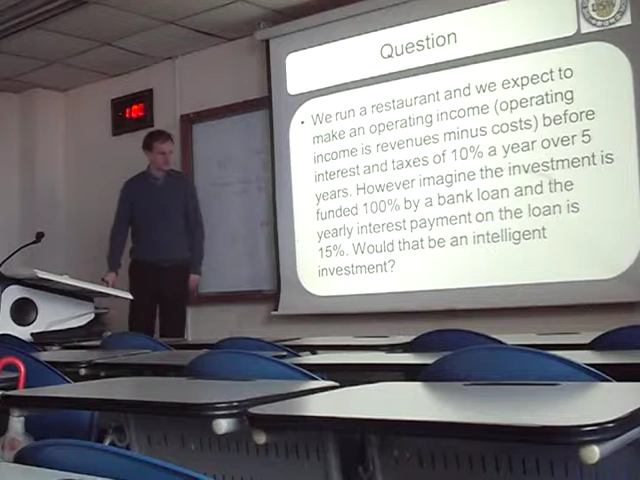 Question
• We run a restaurant and we expect to
make an operating income (operating
income is revenues minus costs) before
interest and taxes of 10% a year over 5
years. However imagine the investment is
funded 100% by a bank loan and the
yearly interest payment on the loan is
15%. Would that be an intelligent
investment?